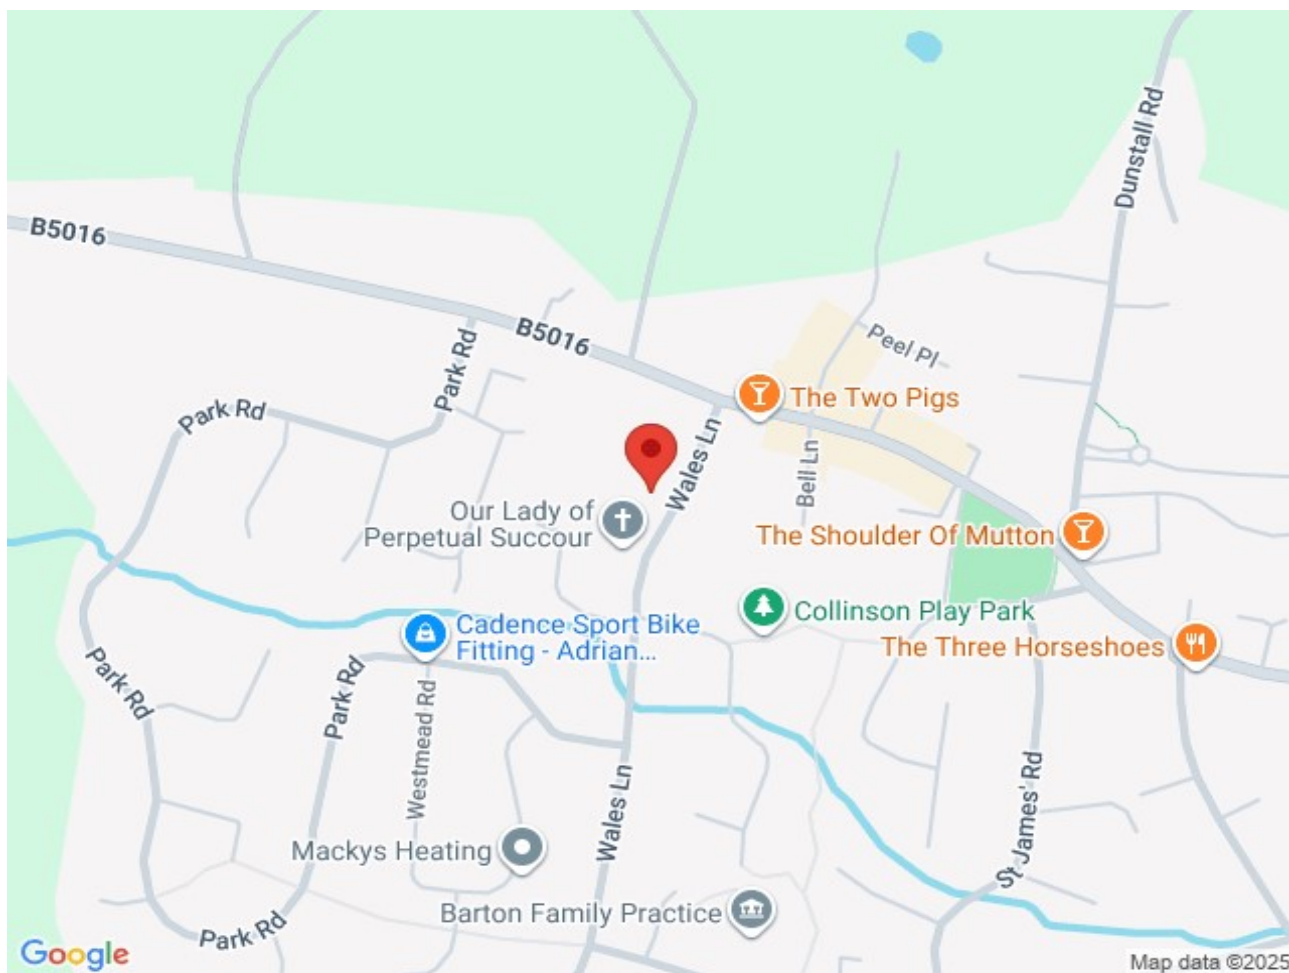 Dunstall Rd
B5016
B5016
Peel Pl
Park Rd
Park Rd
The Two Pigs
Wales Ln
Bell Ln
Our Lady of
Perpetual Succour
The Shoulder Of Mutton
Collinson Play Park
Cadence Sport Bike
Fitting - Adrian...
The Three Horseshoes
Park Rd
Park Rd
Westmead Rd
St James' Rd
Wales Ln
Mackys Heating
Barton Family Practice
Park Rd
Google
Map data ©2025